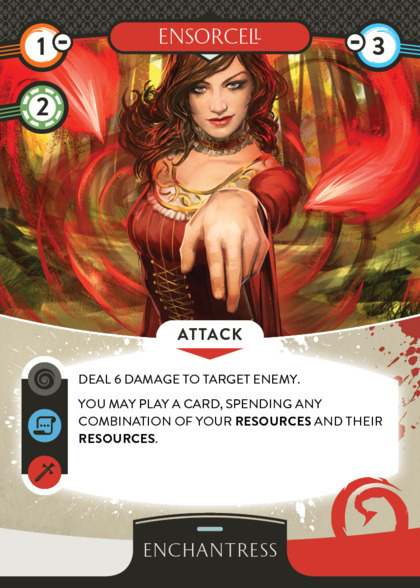 ENSORCELL
1 -
- 3
2
ATTACK
DEAL 6 DAMAGE TO TARGET ENEMY.
YOU MAY PLAY A CARD, SPENDING ANY
COMBINATION OF YOUR RESOURCES AND THEIR
RESOURCES.
ENCHANTRESS